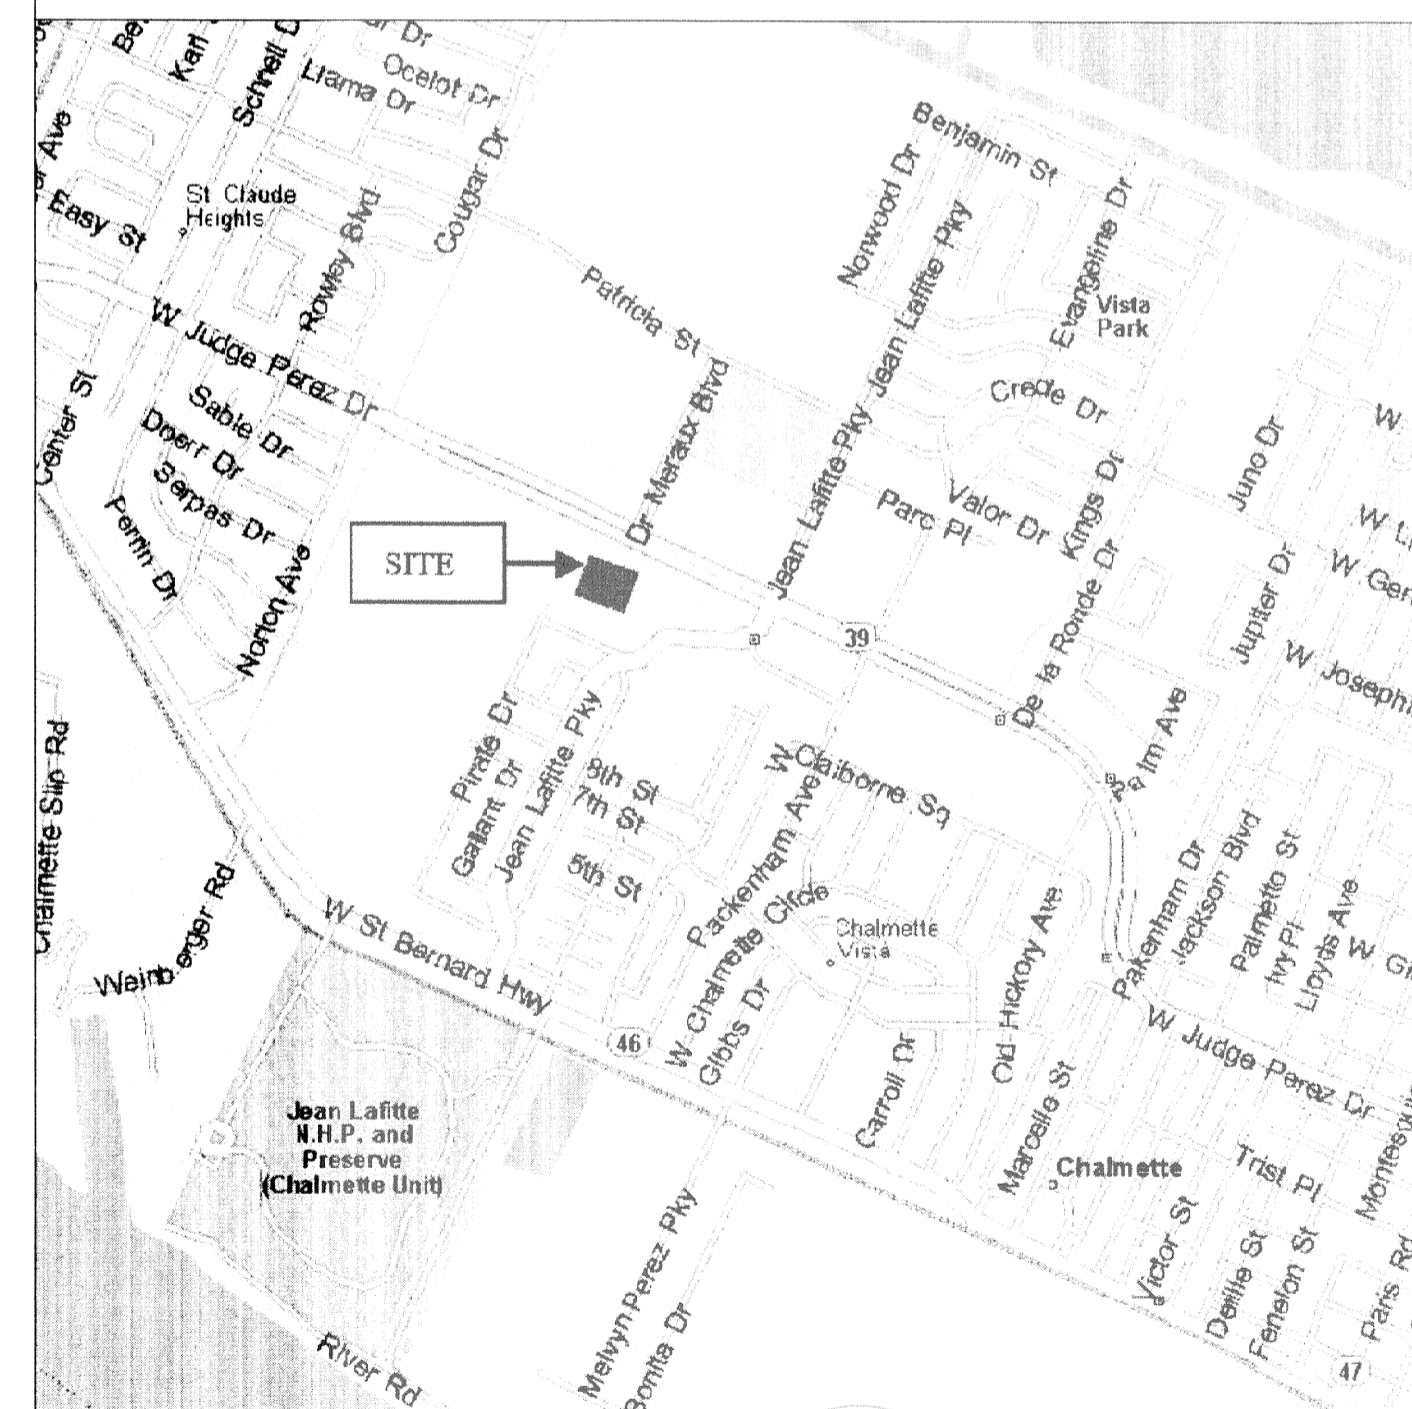 Karl
Schnell D
Ocelot Dr
Llama Dr
Cougar Dr
Benjamin St
Norwood Dr
Easy St
St Claude
Heights
Rowley Blvd
Evangeline Dr
Jean Lafitte Pky
Patricia St
Vista
Park
W Judge Perez Dr
Dr Meraux Blvd
Crede Dr
Sable Dr
Center St
Doerr Dr
Serpas Dr
Perrin Dr
Norton Ave
Jean Lafitte Pky
Parc Pl
Valor Dr
Kings Dr
Juno Dr
W
SITE
De la Ronde Dr
Jupiter Dr
39
W Joseph
Pirate Dr
Gallant Dr
Jean Lafitte Pky
8th St
7th St
5th St
W Claiborne Sq
Packenham Ave
Chalmette Slip Rd
Weinberger Rd
W St Bernard Hwy
46
W Chalmette Circle
Gibbs Dr
Chalmette
Vista
Old Hickory Ave
Carroll Dr
Pakenham Dr
Jackson Blvd
Palmetto St
Ivy Pl
Lloyds Ave
W Judge Perez Dr
Marcelle St
Chalmette
Trist Pl
Victor St
Delille St
Fenelon St
Paris Rd
47
Jean Lafitte
N.H.P. and
Preserve
(Chalmette Unit)
Melvyn Perez Pky
Bonita Dr
River Rd